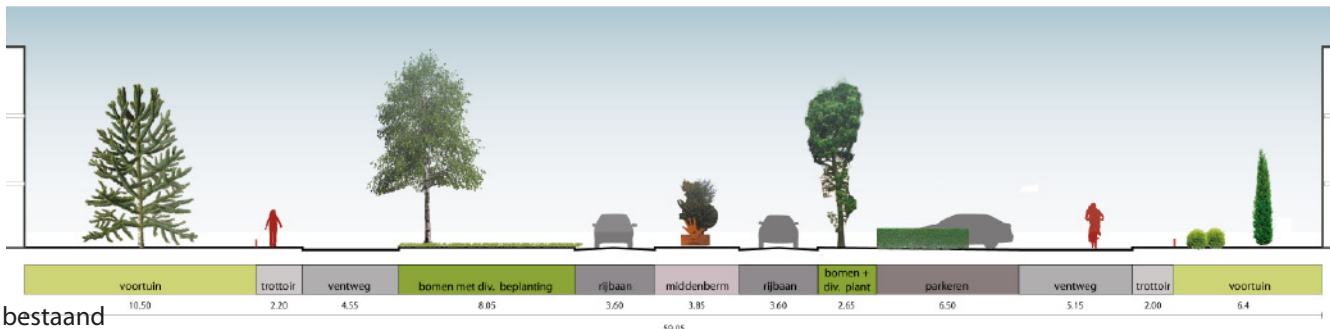 bomen +
voortuin trottoir ventweg bomen met div. beplanting rijbaan middenberm rijbaan div. plant parkeren ventweg trottoir voortuin
10.50 2.20 4.55 8.05 3.60 3.85 3.60 2.65 6.50 5.15 2.00 6.4
bestaand
59.05